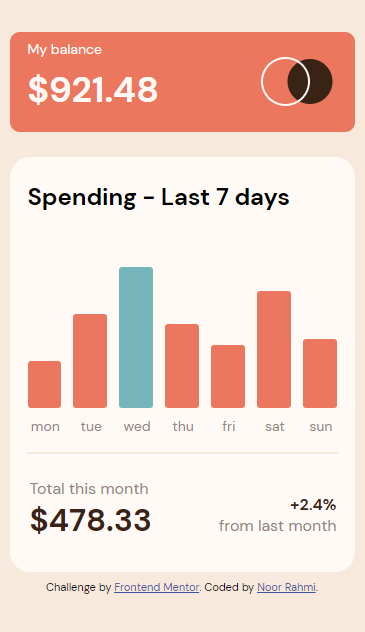 My balance
$921.48
Spending - Last 7 days
mon tue wed thu fri sat sun
Total this month
$478.33
+2.4%
from last month
Challenge by Frontend Mentor. Coded by Noor Rahmi.